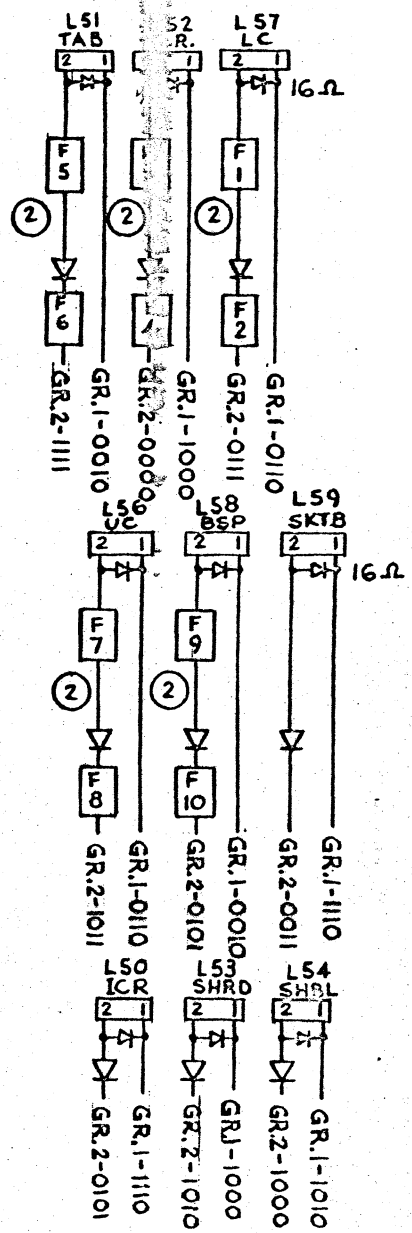 L51
TAB
2 1
F
5
2
F
6
GR.2-1111
GR.1-0010
52
R.
1
2
GR.2-0000
GR.1-1000
L57
LC
2 1
16Ω
F
1
2
F
2
GR.2-0111
GR.1-0110
L56
UC
2 1
F
7
2
F
8
GR.2-1011
GR.1-0110
L58
BSP
2 1
F
9
2
F
10
GR.2-0101
GR.1-0010
L59
SKTB
2 1
16Ω
GR.2-0011
GR.1-1110
L50
ICR
2 1
GR.2-0101
GR.1-1110
L53
SHRD
2 1
GR.2-1010
GR.1-1000
L54
SHBL
2 1
GR.2-1000
GR.1-1010